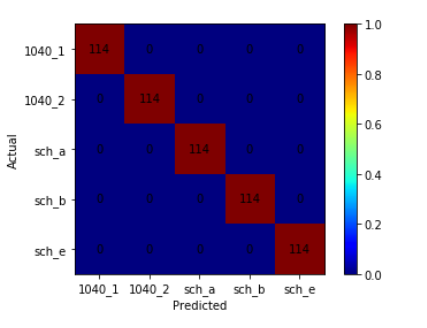 1.0
1040_1 114 0 0 0 0
0.8
1040_2 0 114 0 0 0
0.6
Actual
sch_a 0 0 114 0 0
0.4
sch_b 0 0 0 114 0
0.2
sch_e 0 0 0 0 114
0.0
1040_1 1040_2 sch_a sch_b sch_e
Predicted